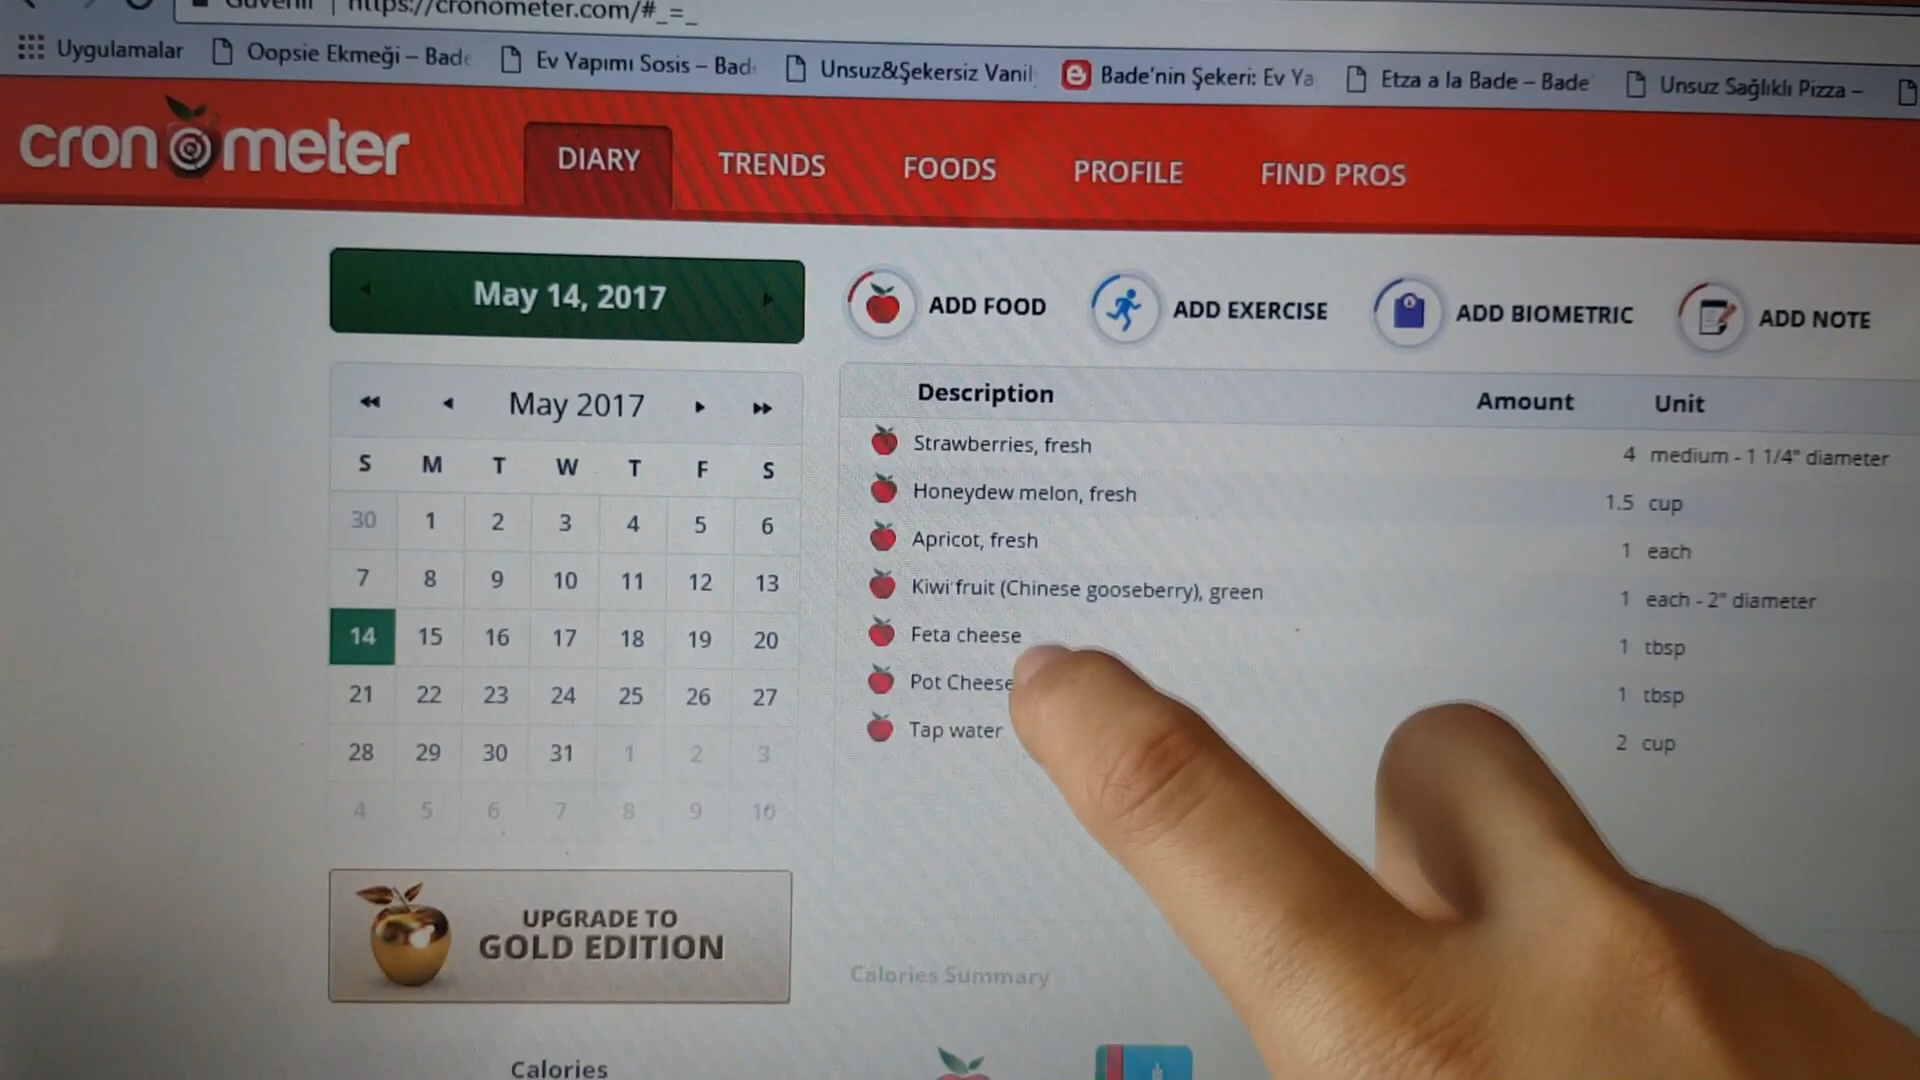 Güvenli | https://cronometer.com/#_=_
Uygulamalar Oopsie Ekmeği – Bade Ev Yapımı Sosis – Bad Unsuz&Şekersiz Vanil Bade'nin Şekeri: Ev Ya Etza a la Bade – Bade' Unsuz Sağlıklı Pizza –
cronometer DIARY TRENDS FOODS PROFILE FIND PROS
May 14, 2017 ADD FOOD ADD EXERCISE ADD BIOMETRIC ADD NOTE
May 2017
S M T W T F S
30 1 2 3 4 5 6
7 8 9 10 11 12 13
14 15 16 17 18 19 20
21 22 23 24 25 26 27
28 29 30 31 1 2 3
4 5 6 7 8 9 10
UPGRADE TO
GOLD EDITION
Description Amount Unit
Strawberries, fresh 4 medium - 1 1/4" diameter
Honeydew melon, fresh 1.5 cup
Apricot, fresh 1 each
Kiwi fruit (Chinese gooseberry), green 1 each - 2" diameter
Feta cheese 1 tbsp
Pot Cheese 1 tbsp
Tap water 2 cup
Calories Summary
Calories